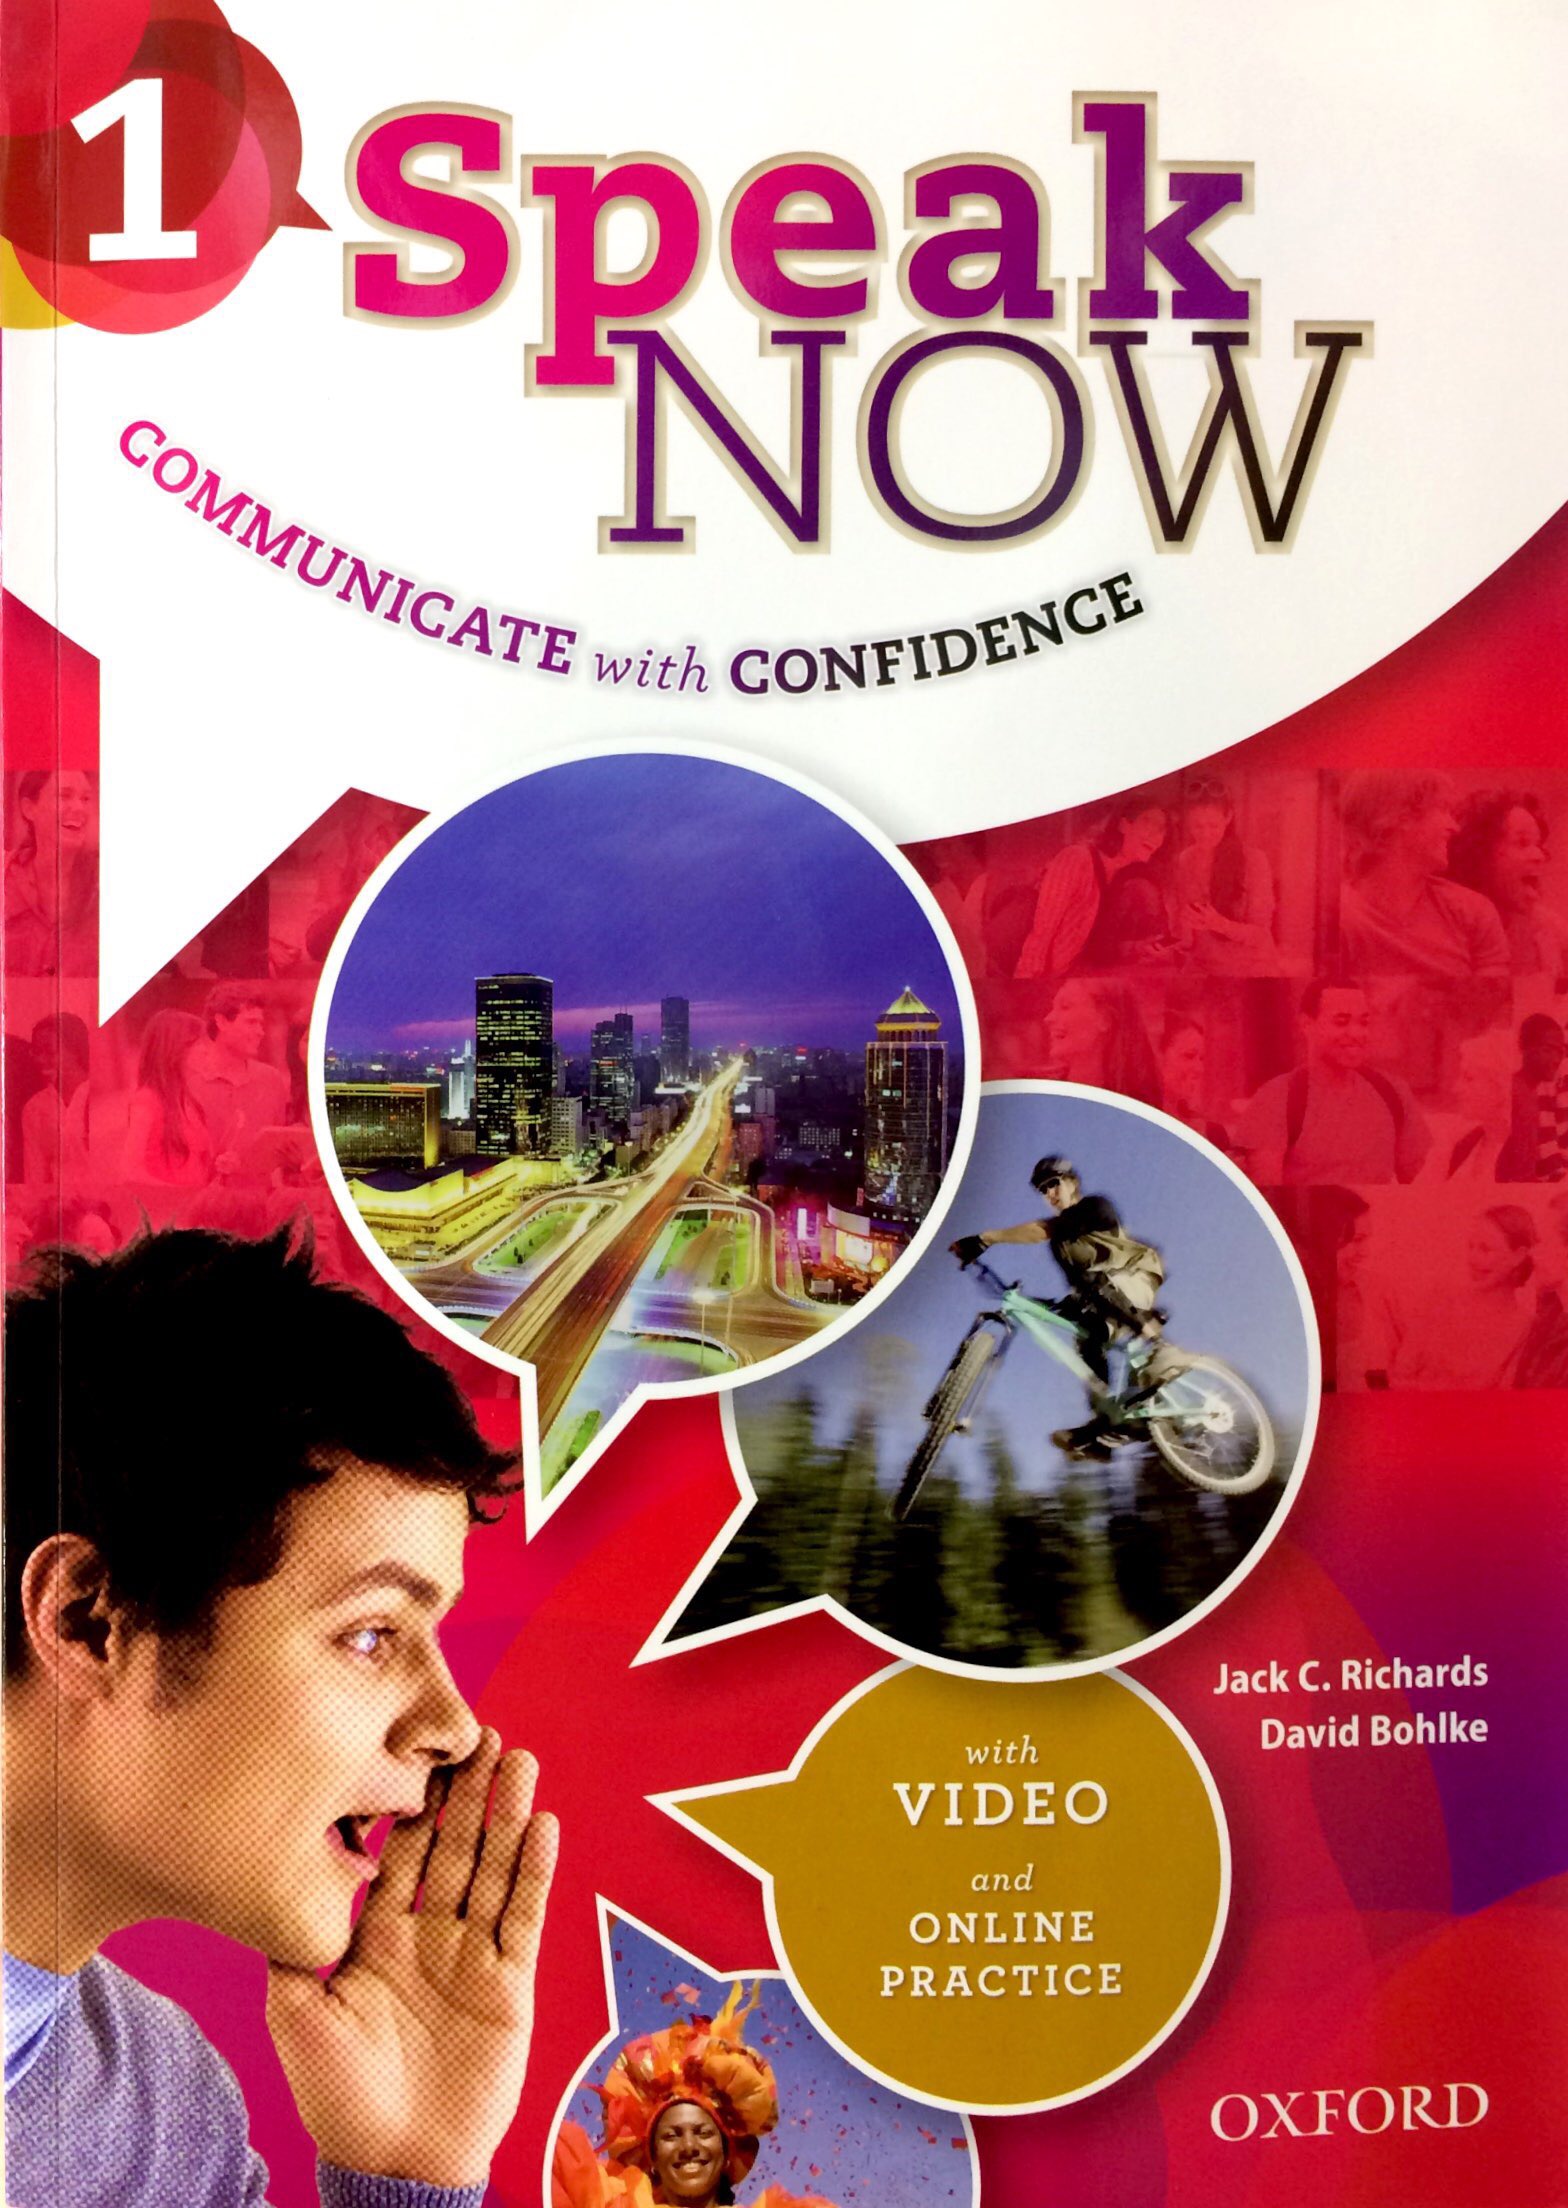 1
Speak
NOW
COMMUNICATE with CONFIDENCE
Jack C. Richards
David Bohlke
with
VIDEO
and
ONLINE
PRACTICE
OXFORD